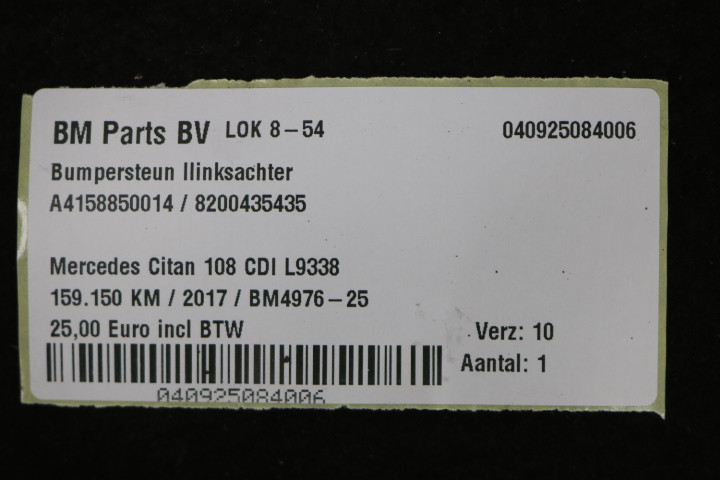 BM Parts BV LOK 8-54 040925084006
Bumpersteun llinksachter
A4158850014 / 8200435435
Mercedes Citan 108 CDI L9338
159.150 KM / 2017 / BM4976-25
25,00 Euro incl BTW Verz: 10
Aantal: 1
040925084006